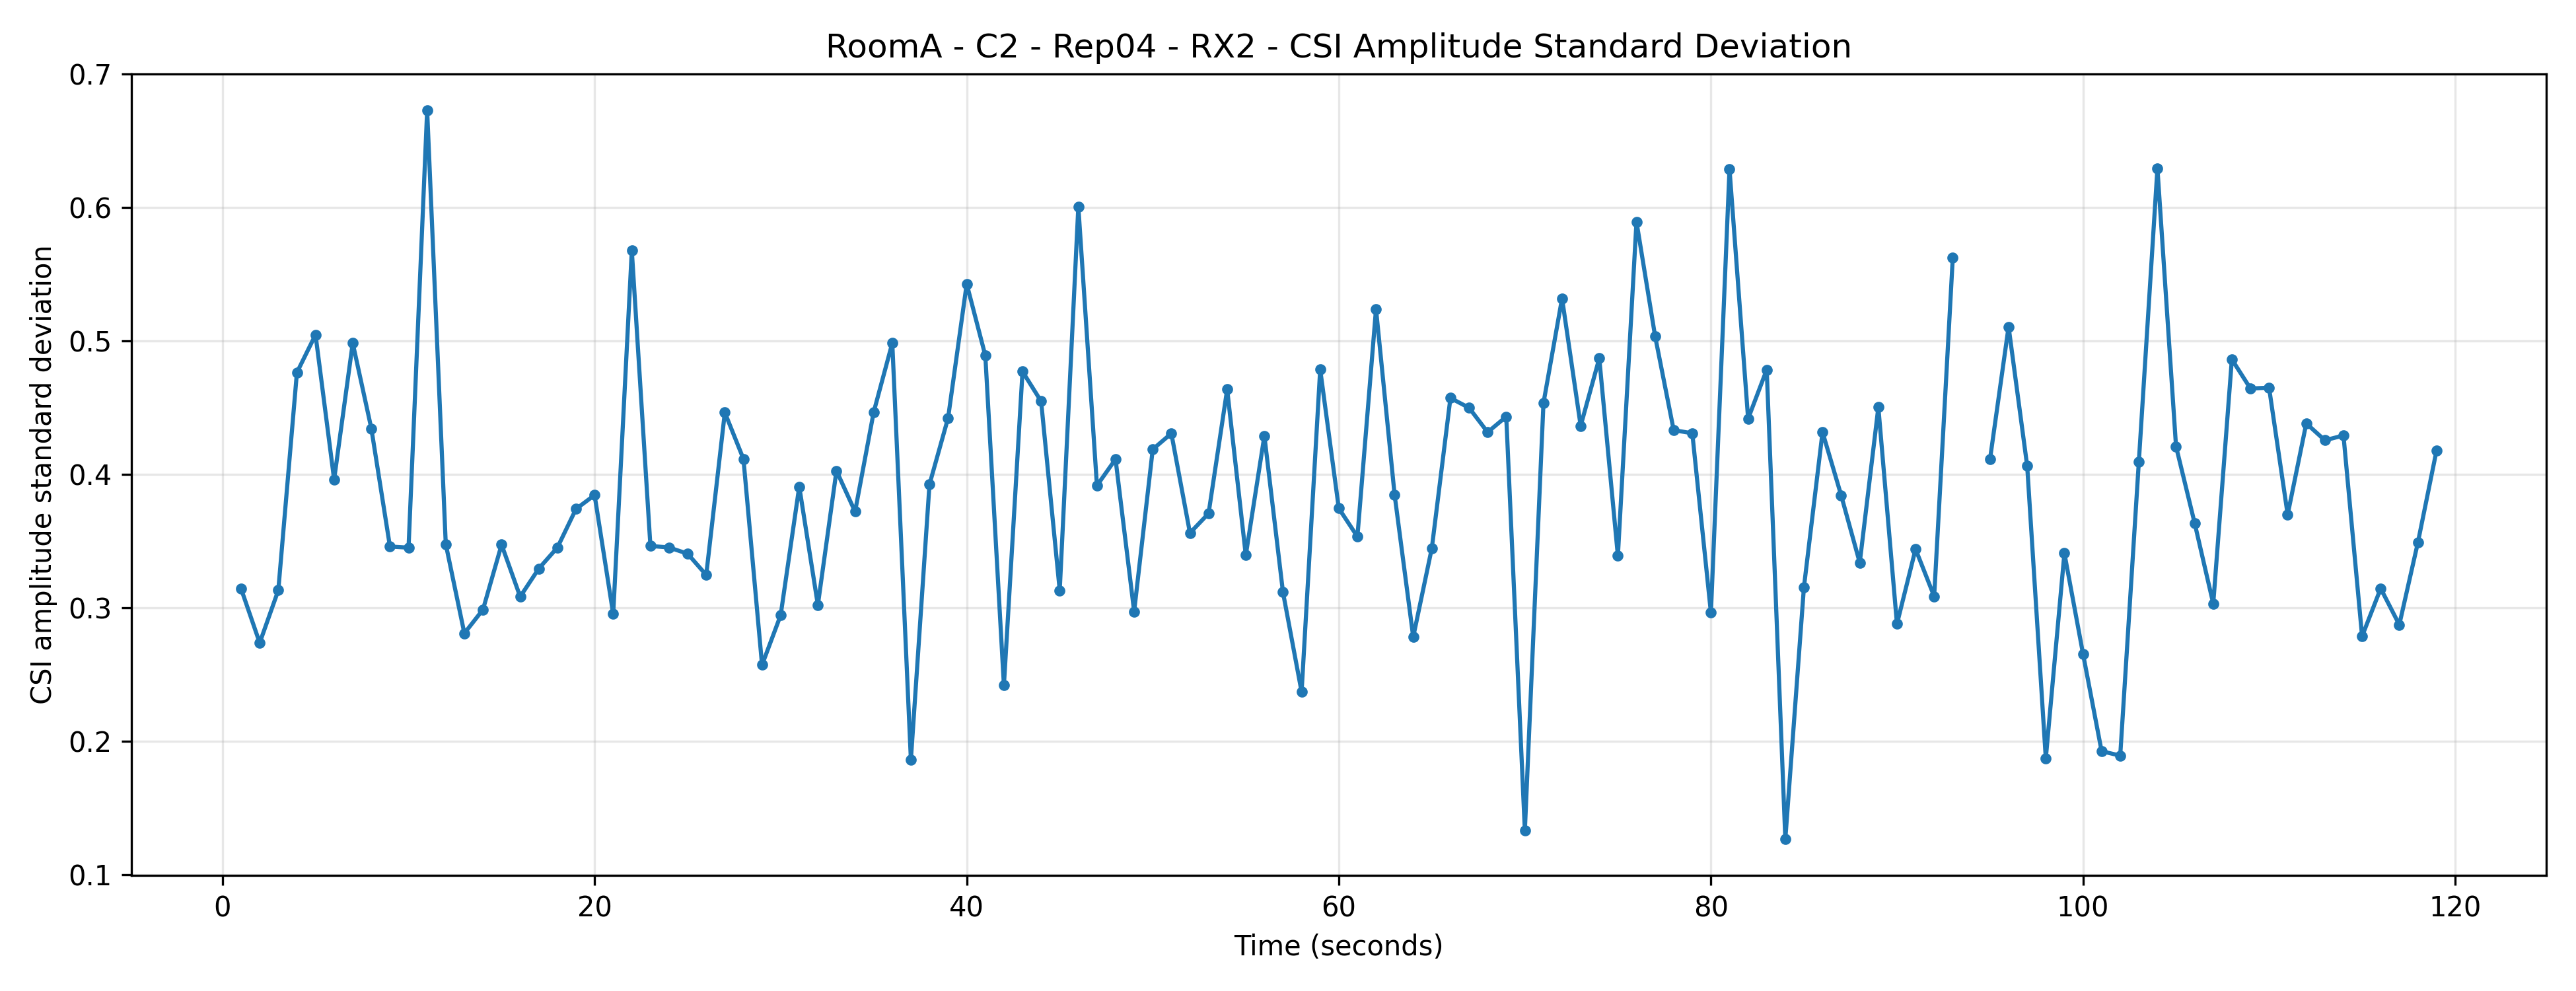 RoomA - C2 - Rep04 - RX2 - CSI Amplitude Standard Deviation
CSI amplitude standard deviation
0.7
0.6
0.5
0.4
0.3
0.2
0.1
0 20 40 60 80 100 120
Time (seconds)